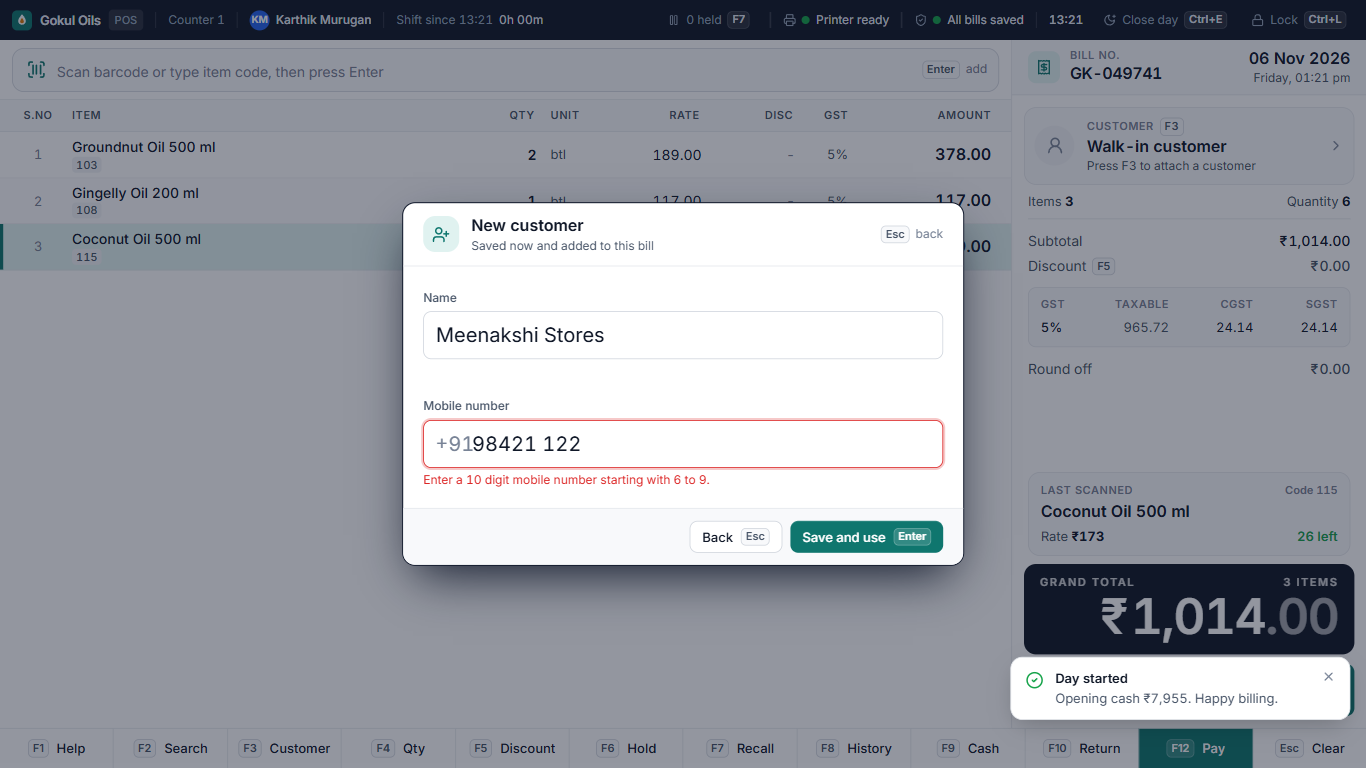 Gokul Oils POS Counter 1 KM Karthik Murugan Shift since 13:21 0h 00m 0 held F7 Printer ready All bills saved 13:21 Close day Ctrl+E Lock Ctrl+L
Scan barcode or type item code, then press Enter Enter add
S.NO ITEM QTY UNIT RATE DISC GST AMOUNT
1 Groundnut Oil 500 ml 2 btl 189.00 - 5% 378.00
103
2 Gingelly Oil 200 ml 1 btl 117.00 - 5% 117.00
108
3 Coconut Oil 500 ml
115
New customer
Saved now and added to this bill
Esc back
Name
Meenakshi Stores
Mobile number
+91 98421 122
Enter a 10 digit mobile number starting with 6 to 9.
Back Esc Save and use Enter
BILL NO.
GK-049741
06 Nov 2026
Friday, 01:21 pm
CUSTOMER F3
Walk-in customer
Press F3 to attach a customer
Items 3 Quantity 6
Subtotal ₹1,014.00
Discount F5 ₹0.00
GST TAXABLE CGST SGST
5% 965.72 24.14 24.14
Round off ₹0.00
LAST SCANNED Code 115
Coconut Oil 500 ml
Rate ₹173 26 left
GRAND TOTAL 3 ITEMS
₹1,014.00
Day started
Opening cash ₹7,955. Happy billing.
F1 Help F2 Search F3 Customer F4 Qty F5 Discount F6 Hold F7 Recall F8 History F9 Cash F10 Return F12 Pay Esc Clear